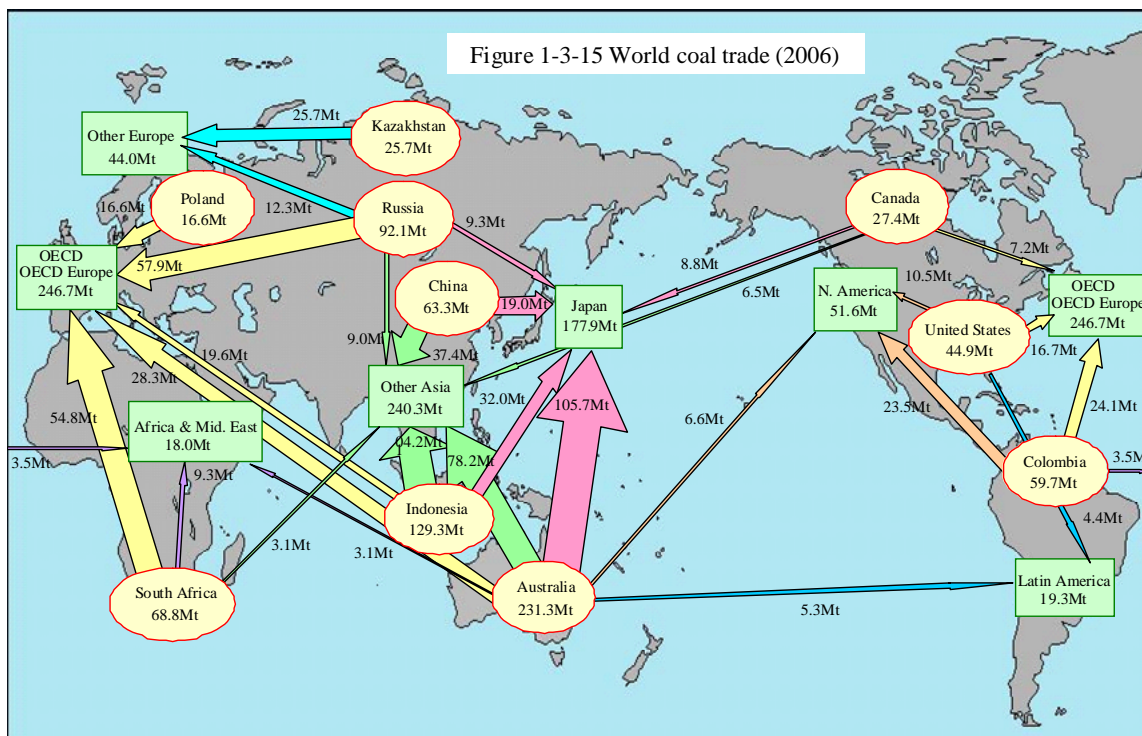 Figure 1-3-15 World coal trade (2006)
25.7Mt
Kazakhstan
25.7Mt
Other Europe
44.0Mt
Poland
16.6Mt
16.6Mt
12.3Mt
Russia
92.1Mt
9.3Mt
Canada
27.4Mt
OECD
OECD Europe
246.7Mt
57.9Mt
China
63.3Mt
19.0Mt
Japan
177.9Mt
8.8Mt
6.5Mt
7.2Mt
10.5Mt
N. America
51.6Mt
OECD
OECD Europe
246.7Mt
United States
44.9Mt
16.7Mt
9.0Mt
37.4Mt
19.6Mt
28.3Mt
Other Asia
240.3Mt
32.0Mt
105.7Mt
54.8Mt
Africa & Mid. East
18.0Mt
04.2Mt
78.2Mt
6.6Mt
23.5Mt
24.1Mt
3.5Mt
9.3Mt
Colombia
59.7Mt
3.5M
Indonesia
129.3Mt
4.4Mt
3.1Mt
3.1Mt
South Africa
68.8Mt
Australia
231.3Mt
5.3Mt
Latin America
19.3Mt